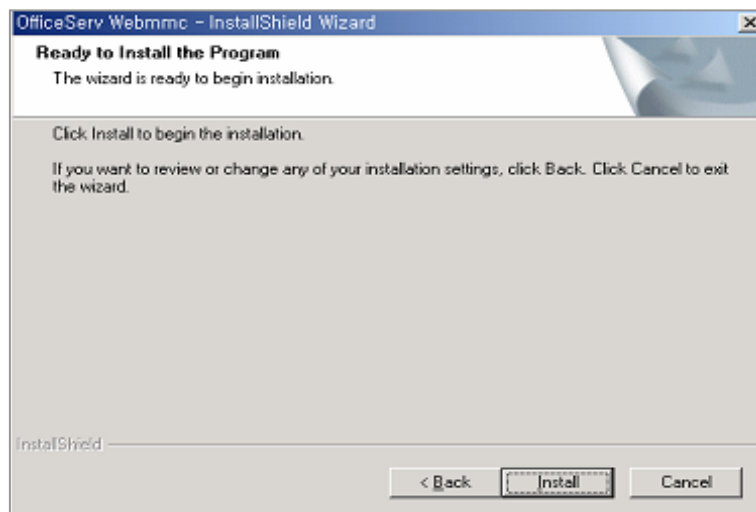 OfficeServ Webmmc - InstallShield Wizard
Ready to Install the Program
The wizard is ready to begin installation.
Click Install to begin the installation.
If you want to review or change any of your installation settings, click Back. Click Cancel to exit
the wizard.
InstallShield
< Back Install Cancel